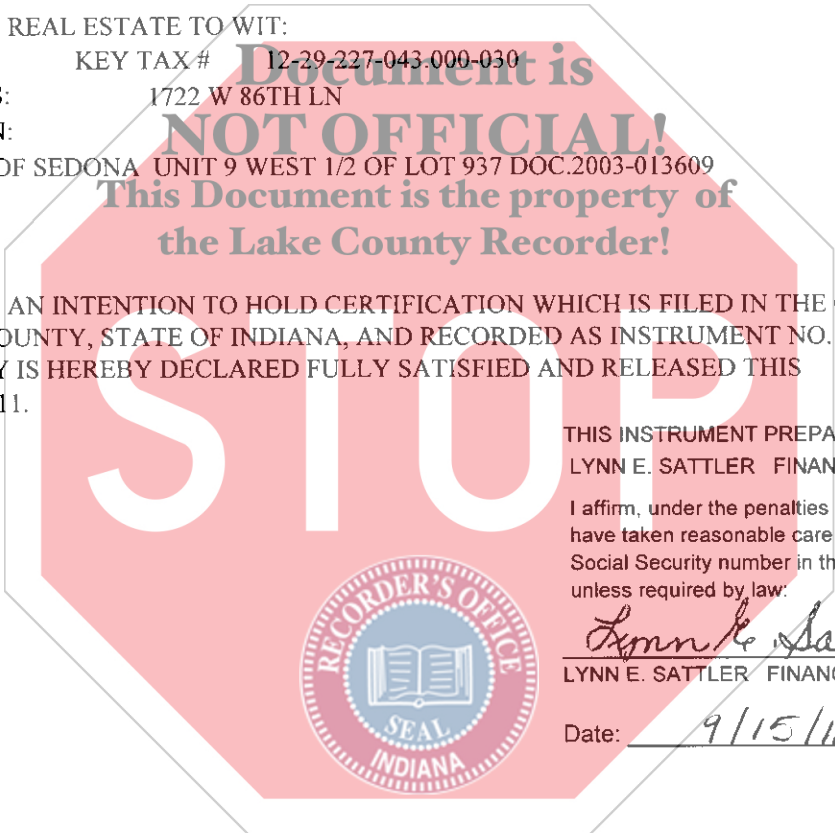 REAL ESTATE TO WIT:
KEY TAX # 12-29-227-043.000-030
Document is
S: 1722 W 86TH LN
N:
NOT OFFICIAL!
OF SEDONA UNIT 9 WEST 1/2 OF LOT 937 DOC.2003-013609
This Document is the property of
the Lake County Recorder!
AN INTENTION TO HOLD CERTIFICATION WHICH IS FILED IN THE
OUNTY, STATE OF INDIANA, AND RECORDED AS INSTRUMENT NO.
Y IS HEREBY DECLARED FULLY SATISFIED AND RELEASED THIS
11.
STOP
THIS INSTRUMENT PREPA
LYNN E. SATTLER FINAN
I affirm, under the penalties
have taken reasonable care
Social Security number in th
unless required by law:
Lynn E Sa
LYNN E. SATTLER FINANC
Date: 9/15/1
RECORDER'S OFFICE
SEAL
INDIANA